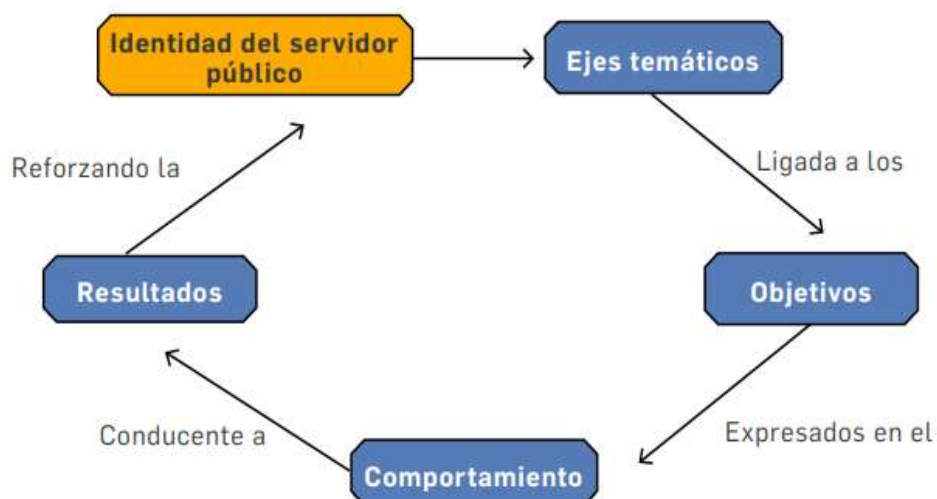 Identidad del servidor
público
Ejes temáticos
Ligada a los
Objetivos
Expresados en el
Comportamiento
Conducente a
Resultados
Reforzando la